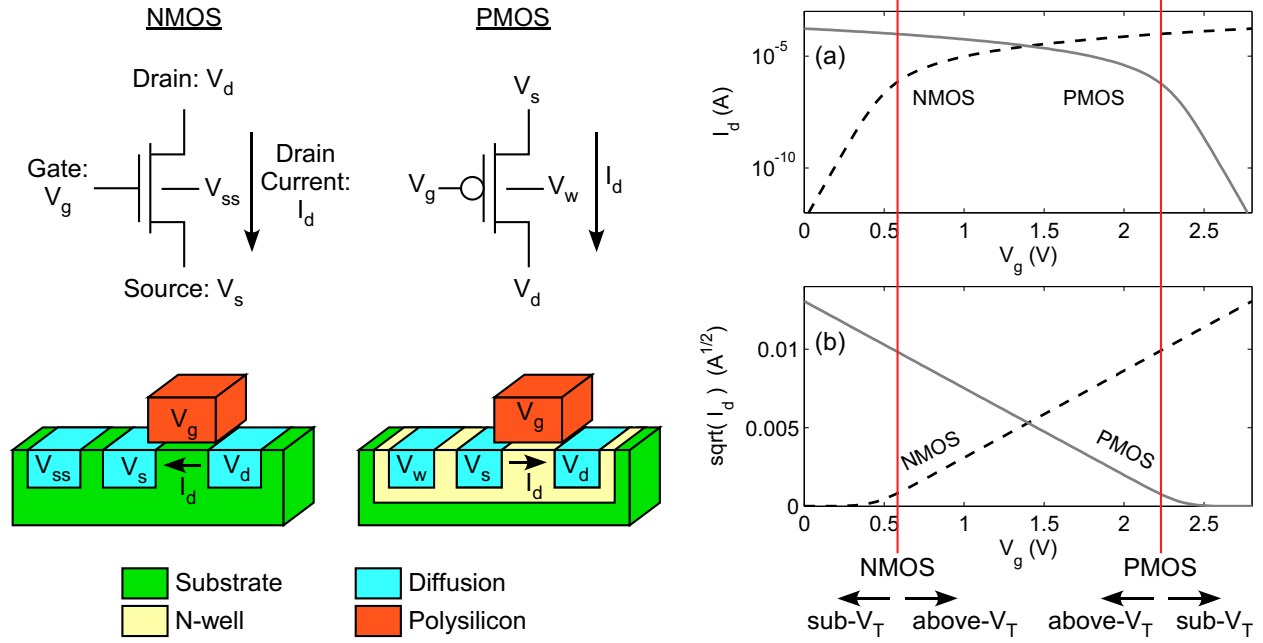 NMOS
Drain: V_d
Gate:
V_g
V_ss
Drain
Current:
I_d
Source: V_s
PMOS
V_s
V_g
V_w
I_d
V_d
V_g
V_ss
V_s
V_d
I_d
V_g
V_w
V_s
V_d
I_d
Substrate
N-well
Diffusion
Polysilicon
(a)
I_d (A)
10^-5
10^-10
NMOS
PMOS
0 0.5 1 1.5 2 2.5
V_g (V)
(b)
sqrt( I_d ) (A^1/2)
0.01
0.005
0
NMOS
PMOS
0 0.5 1 1.5 2 2.5
V_g (V)
NMOS
sub-V_T above-V_T
PMOS
above-V_T sub-V_T